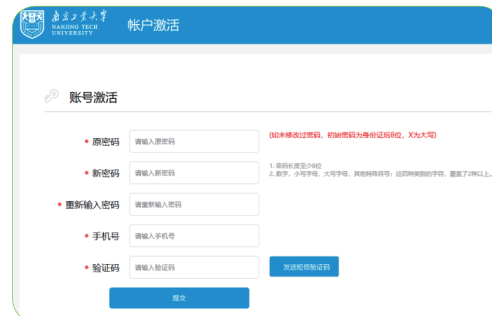 南京工业大学
NANJING TECH
UNIVERSITY
帐户激活
账号激活
* 原密码 请输入原密码 (如未修改过密码，初始密码为身份证后8位，X为大写)
* 新密码 请输入新密码
1、密码长度至少8位
2、数字，小写字母，大写字母，其他特殊符号；这四种类别的字符，覆盖了2种以上。
* 重新输入密码 请重新输入密码
* 手机号 请输入手机号
* 验证码 请输入验证码 发送短信验证码
提交